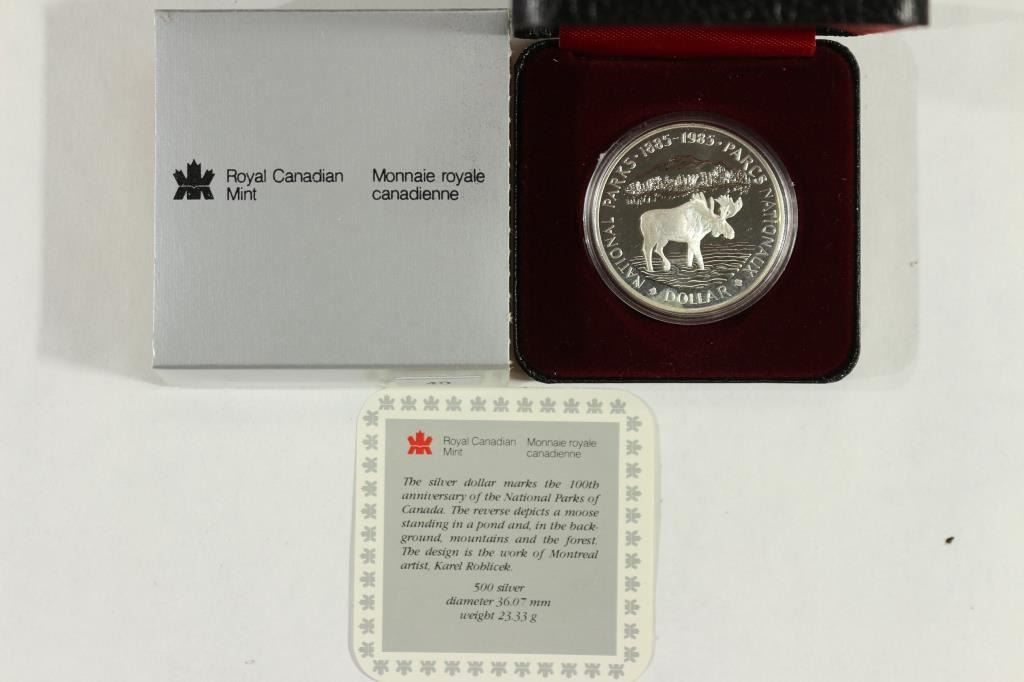 Royal Canadian Mint
Monnaie royale canadienne
NATIONAL PARKS · 1885-1985 · PARCS NATIONAUX
DOLLAR
Royal Canadian Mint
Monnaie royale canadienne
The silver dollar marks the 100th
anniversary of the National Parks of
Canada. The reverse depicts a moose
standing in a pond and, in the back-
ground, mountains and the forest.
The design is the work of Montreal
artist, Karel Rohlicek.
500 silver
diameter 36.07 mm
weight 23.33 g